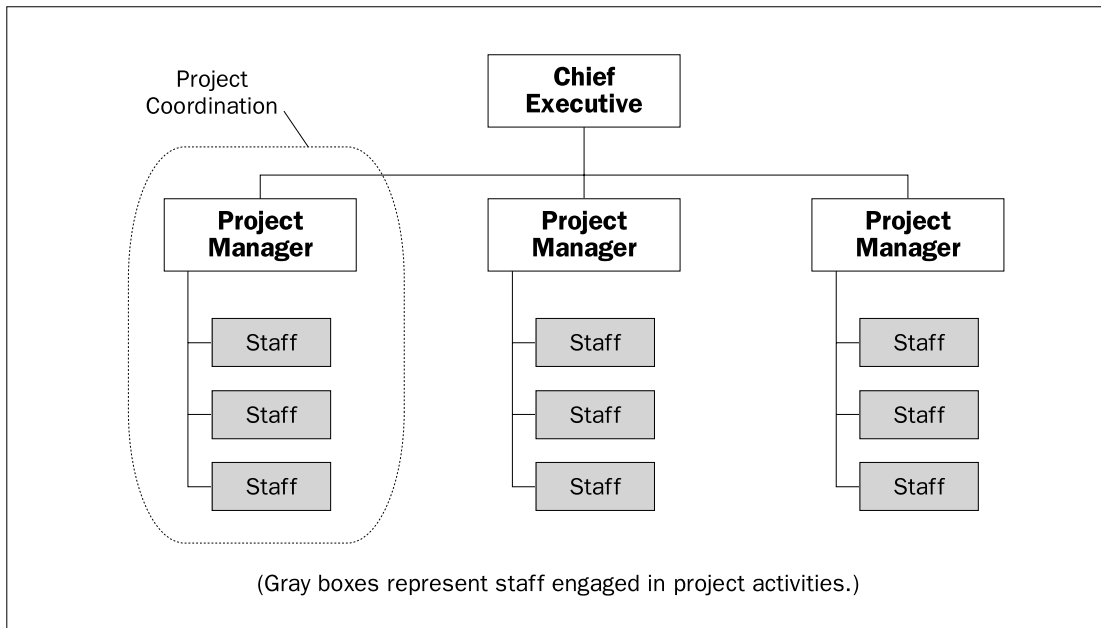 Project
Coordination
Chief
Executive
Project
Manager
Project
Manager
Project
Manager
Staff
Staff
Staff
Staff
Staff
Staff
Staff
Staff
Staff
(Gray boxes represent staff engaged in project activities.)